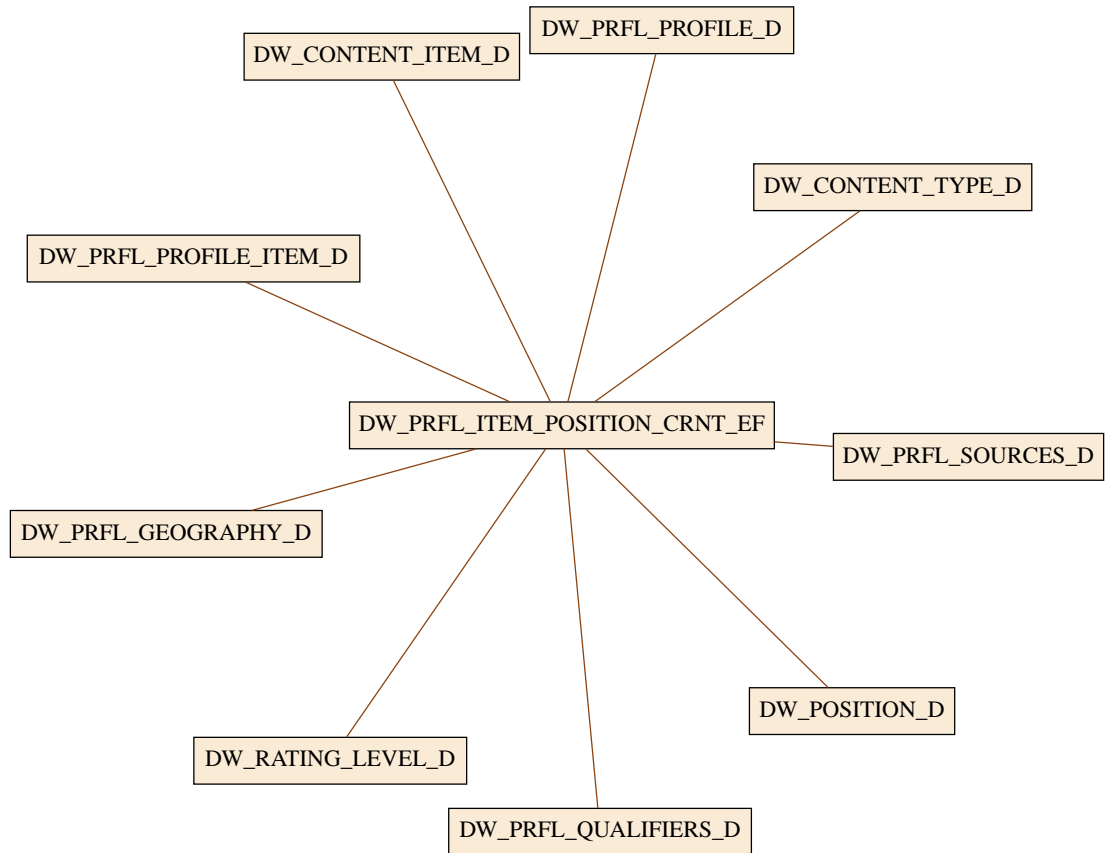 DW_PRFL_PROFILE_D
DW_CONTENT_ITEM_D
DW_CONTENT_TYPE_D
DW_PRFL_PROFILE_ITEM_D
DW_PRFL_ITEM_POSITION_CRNT_EF
DW_PRFL_SOURCES_D
DW_PRFL_GEOGRAPHY_D
DW_POSITION_D
DW_RATING_LEVEL_D
DW_PRFL_QUALIFIERS_D